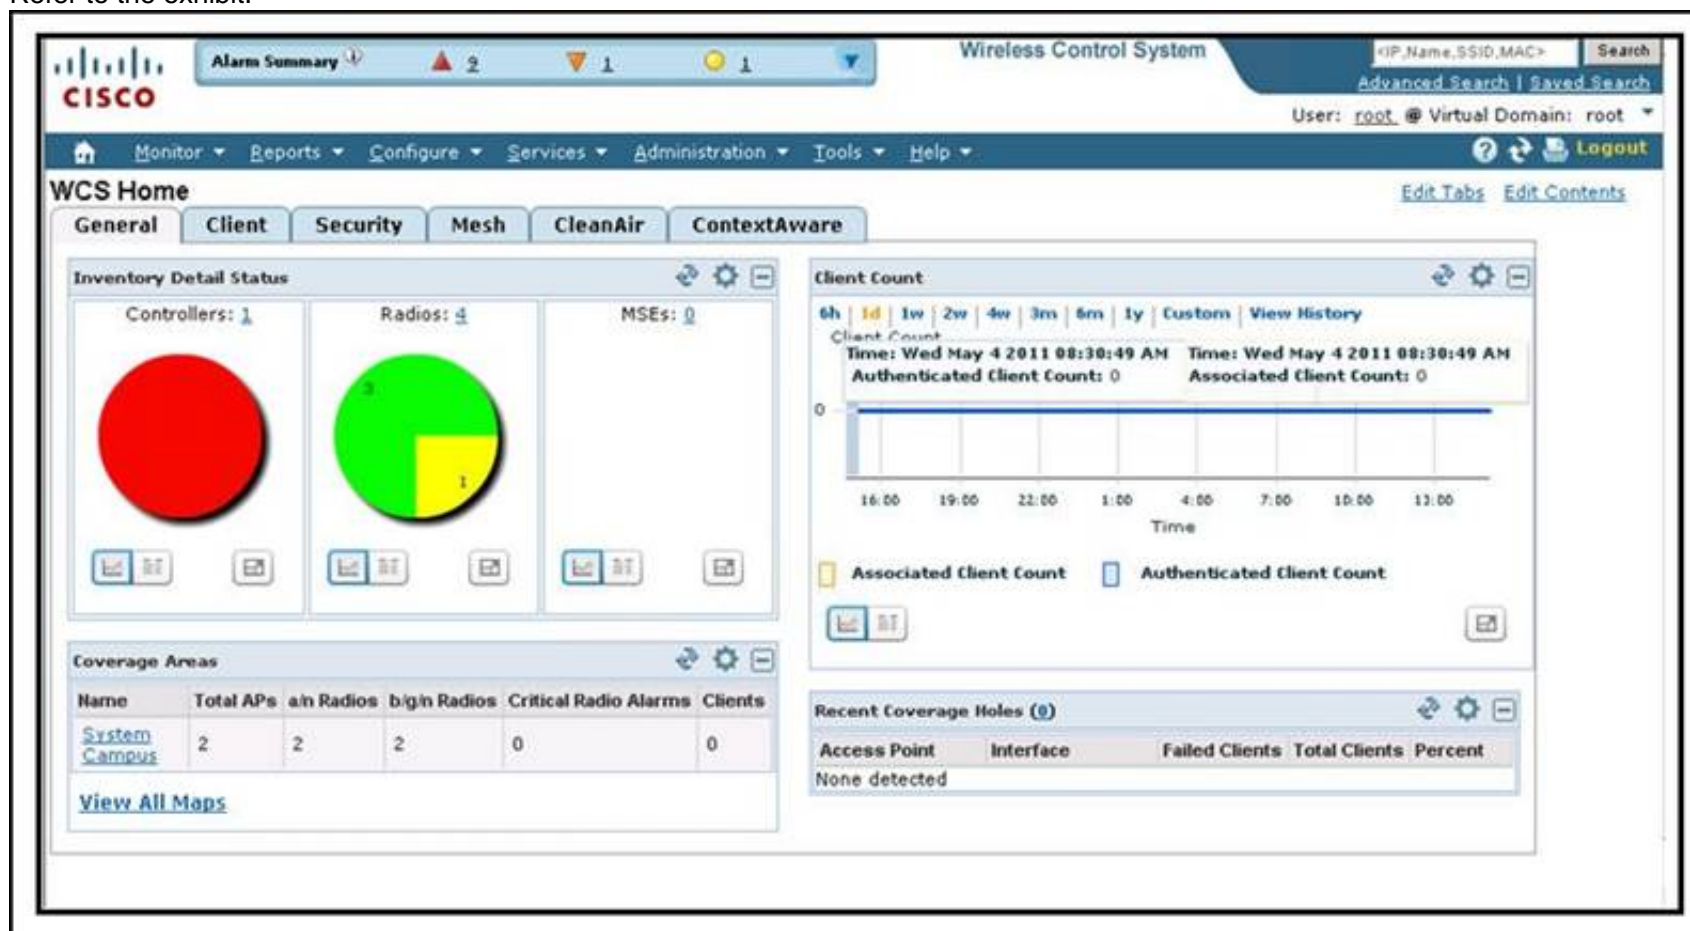 Refer to the exhibit.
CISCO
Alarm Summary 9 1 1
Wireless Control System
<IP,Name,SSID,MAC> Search
Advanced Search | Saved Search
User: root @ Virtual Domain: root
Monitor Reports Configure Services Administration Tools Help Logout
WCS Home
Edit Tabs Edit Contents
General Client Security Mesh CleanAir ContextAware
Inventory Detail Status
Controllers: 1 Radios: 4 MSEs: 0
3
1
Client Count
6h | 1d | 1w | 2w | 4w | 3m | 6m | 1y | Custom | View History
Client Count
Time: Wed May 4 2011 08:30:49 AM Time: Wed May 4 2011 08:30:49 AM
Authenticated Client Count: 0 Associated Client Count: 0
0
16:00 19:00 22:00 1:00 4:00 7:00 10:00 13:00
Time
Associated Client Count Authenticated Client Count
Coverage Areas
Name Total APs a/n Radios b/g/n Radios Critical Radio Alarms Clients
System Campus 2 2 2 0 0
View All Maps
Recent Coverage Holes (0)
Access Point Interface Failed Clients Total Clients Percent
None detected